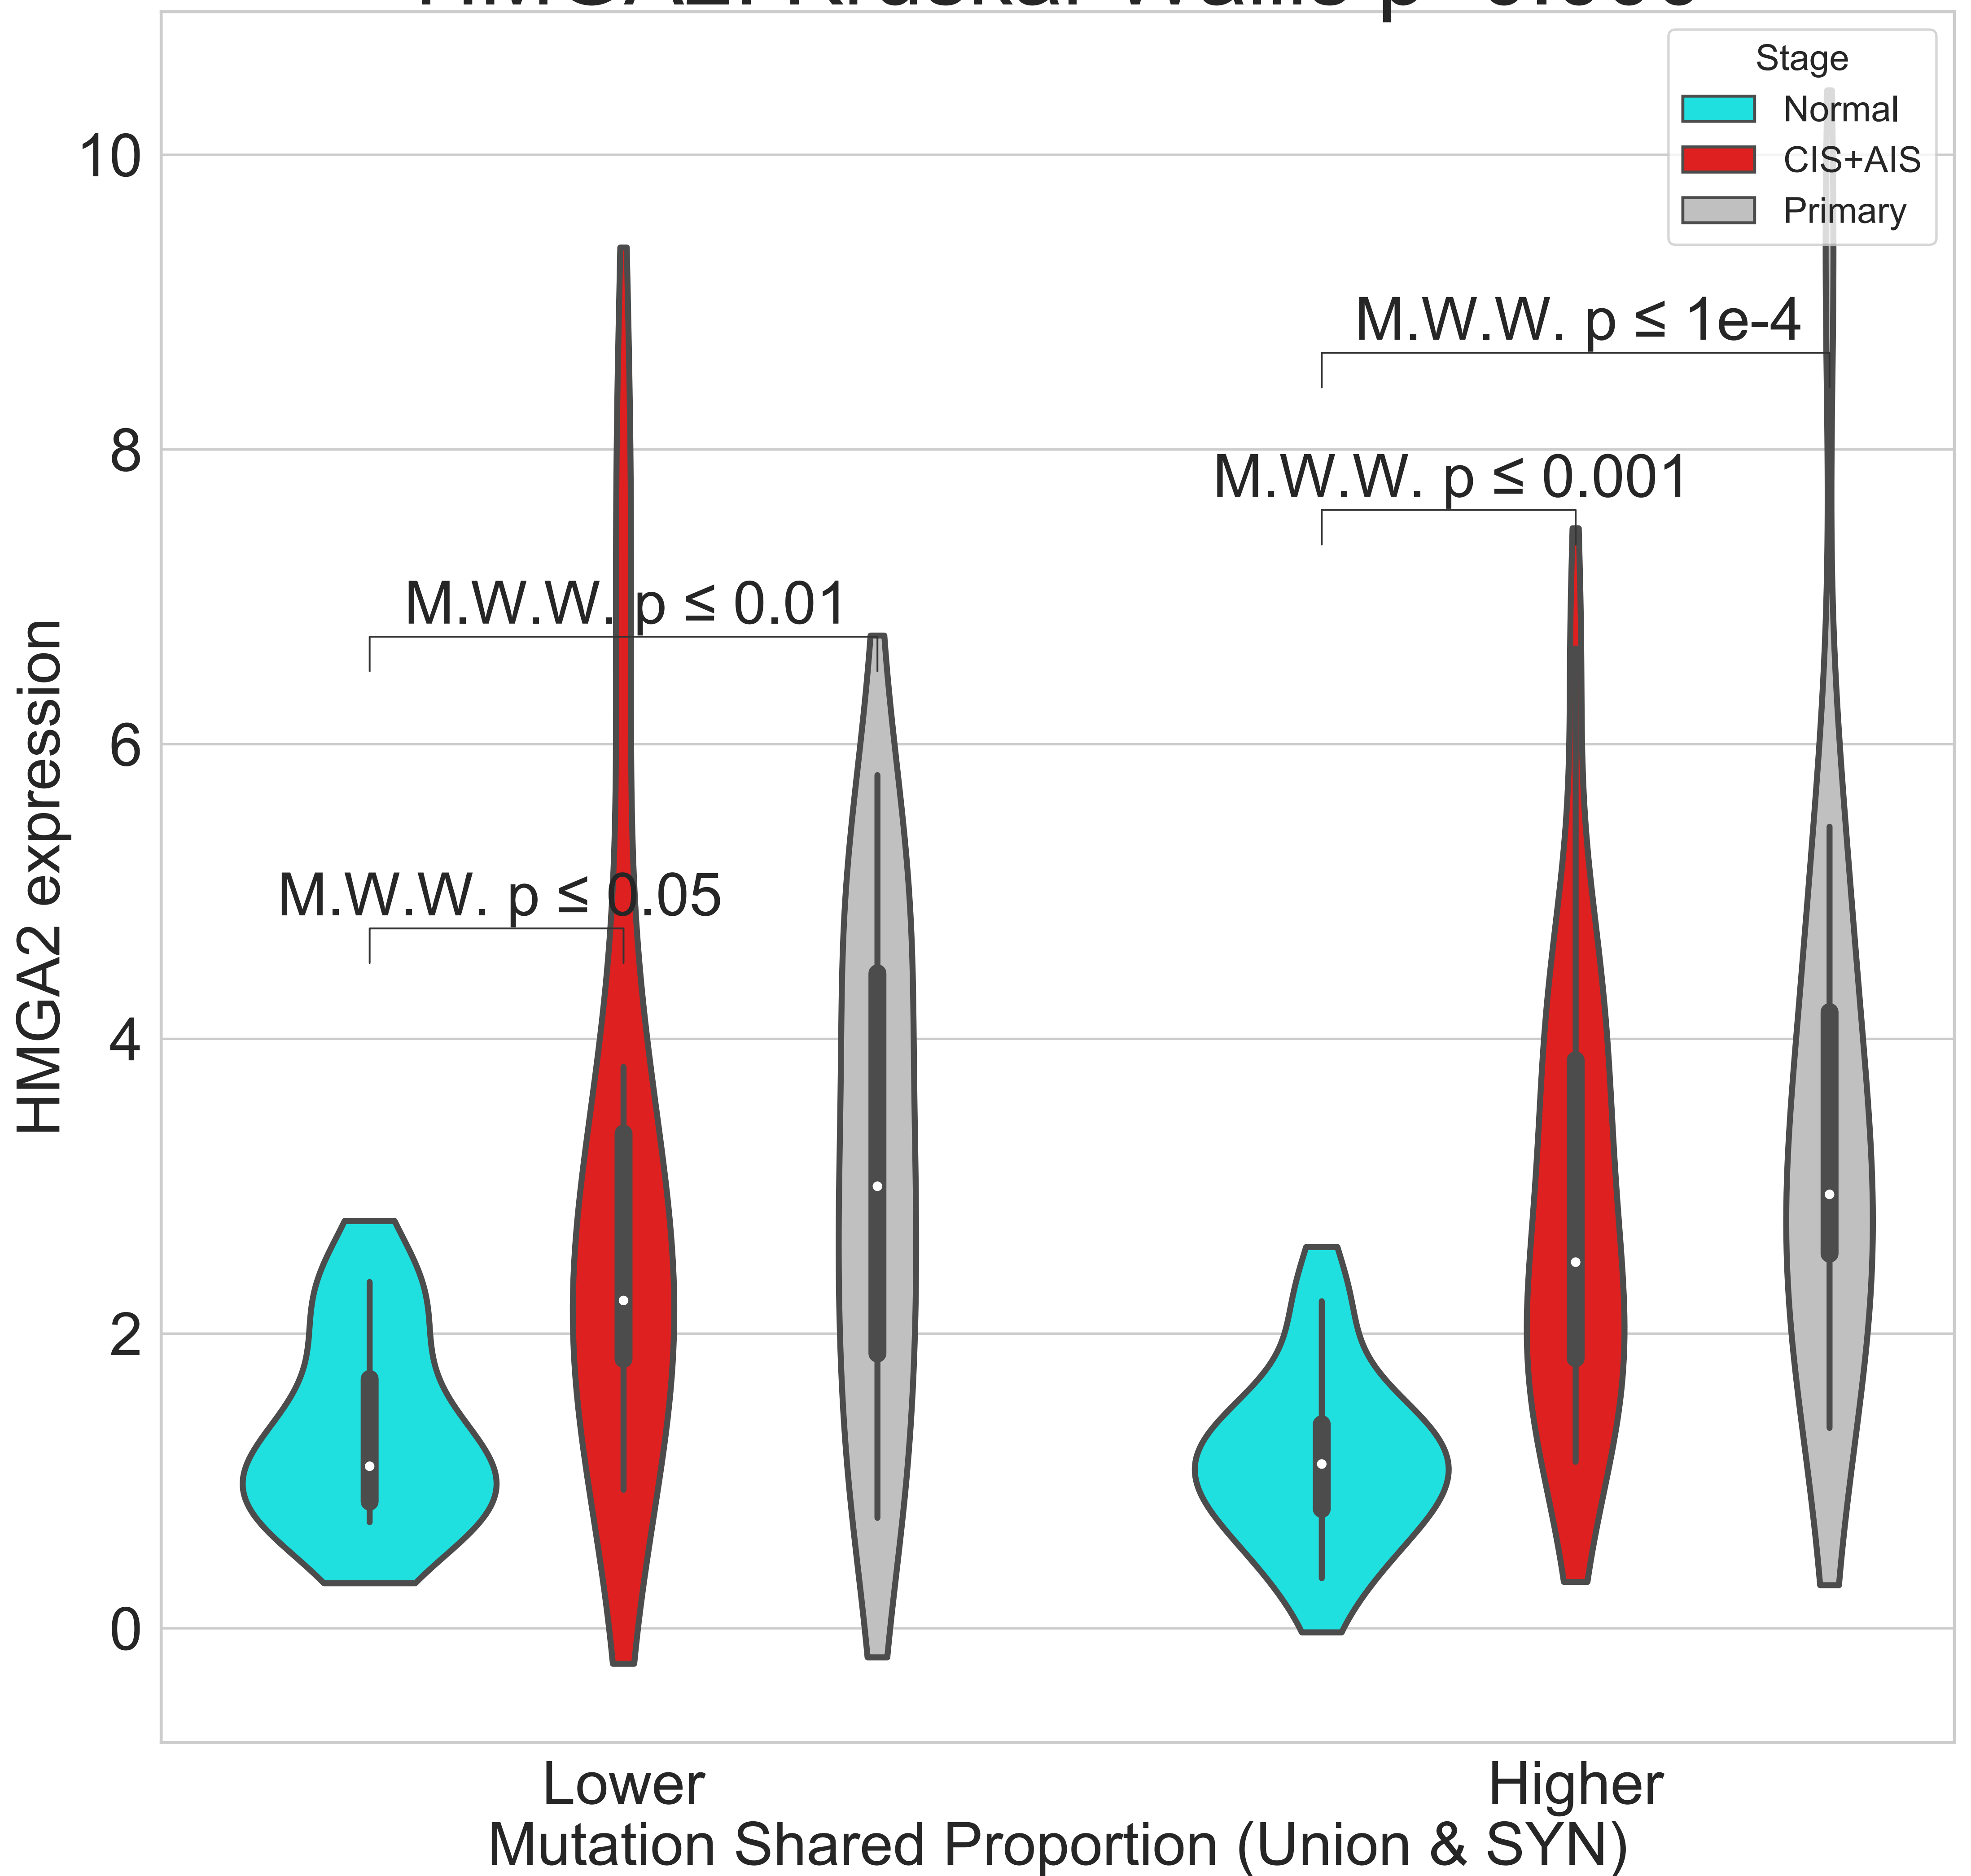 Stage
Normal
CIS+AIS
Primary
10
8
6
4
2
0
HMGA2 expression
M.W.W. p ≤ 1e-4
M.W.W. p ≤ 0.001
M.W.W. p ≤ 0.01
M.W.W. p ≤ 0.05
Lower
Higher
Mutation Shared Proportion (Union & SYN)